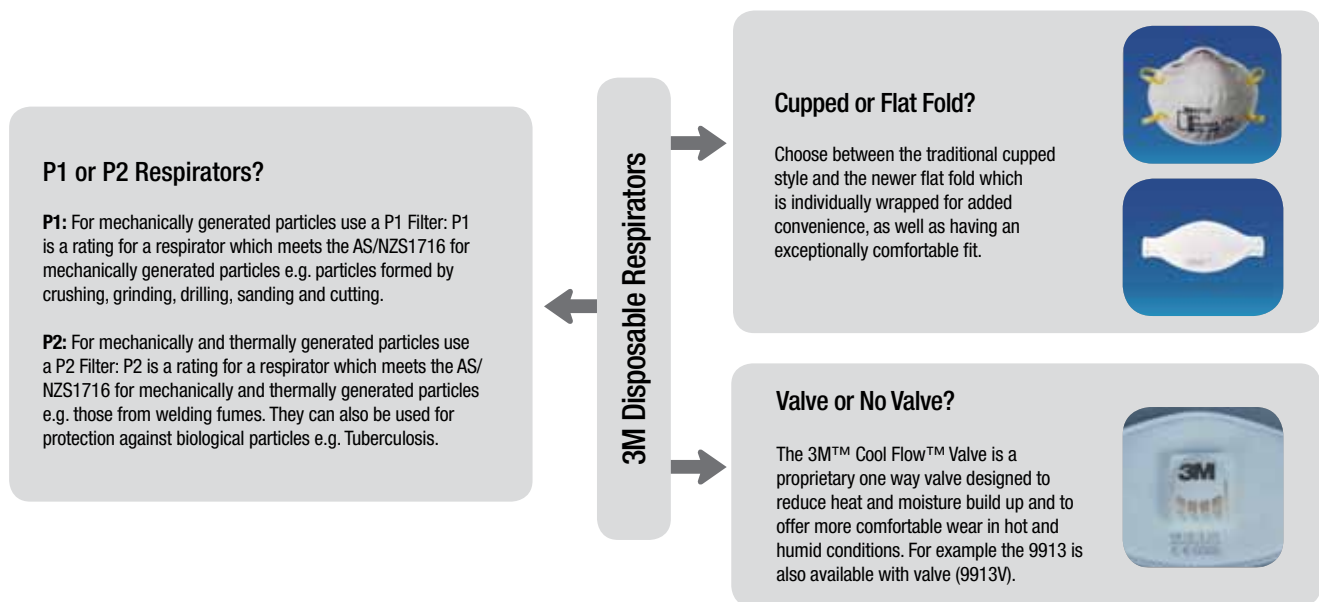 P1 or P2 Respirators?
P1: For mechanically generated particles use a P1 Filter: P1
is a rating for a respirator which meets the AS/NZS1716 for
mechanically generated particles e.g. particles formed by
crushing, grinding, drilling, sanding and cutting.
P2: For mechanically and thermally generated particles use
a P2 Filter: P2 is a rating for a respirator which meets the AS/
NZS1716 for mechanically and thermally generated particles
e.g. those from welding fumes. They can also be used for
protection against biological particles e.g. Tuberculosis.
3M Disposable Respirators
Cupped or Flat Fold?
Choose between the traditional cupped
style and the newer flat fold which
is individually wrapped for added
convenience, as well as having an
exceptionally comfortable fit.
Valve or No Valve?
The 3M™ Cool Flow™ Valve is a
proprietary one way valve designed to
reduce heat and moisture build up and to
offer more comfortable wear in hot and
humid conditions. For example the 9913 is
also available with valve (9913V).
3M